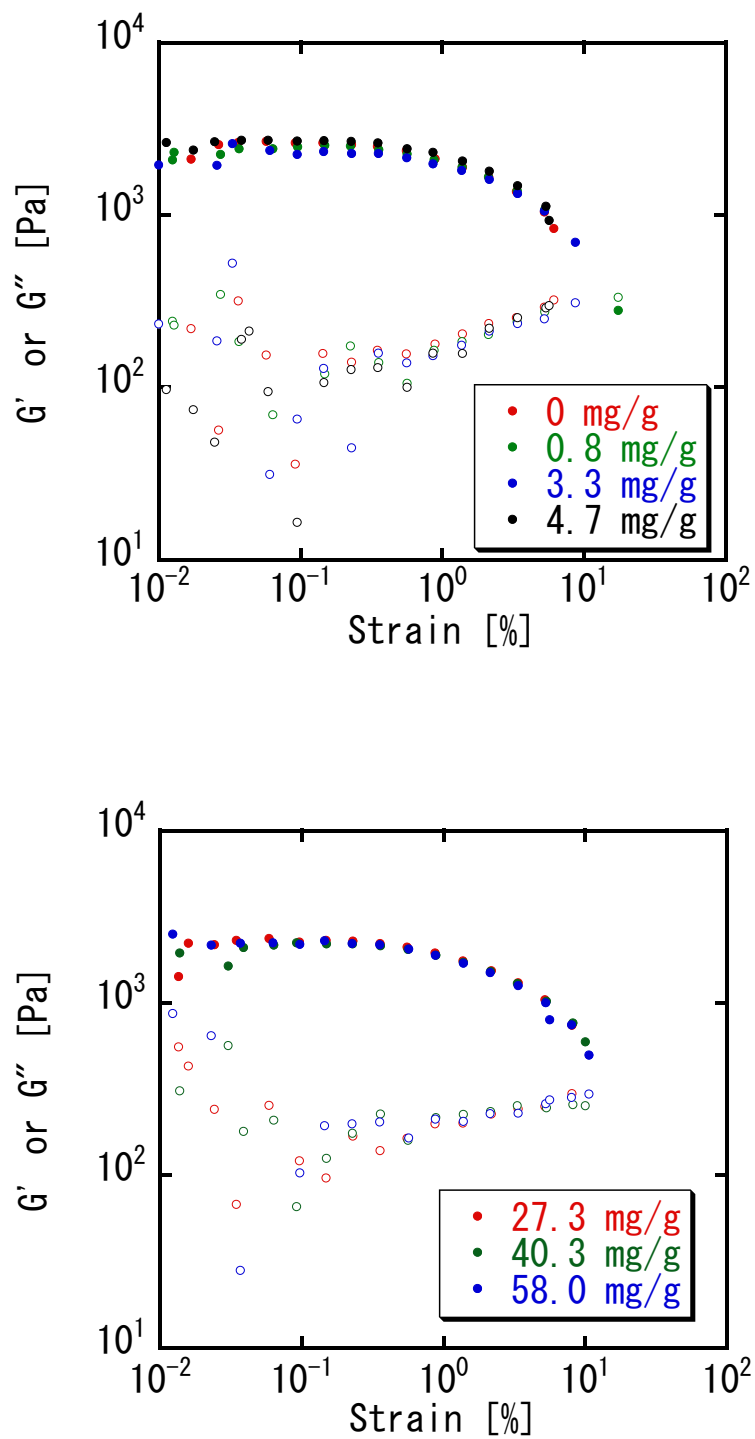 10⁴
10³
10²
10¹
G' or G″ [Pa]
0 mg/g
0.8 mg/g
3.3 mg/g
4.7 mg/g
10⁻² 10⁻¹ 10⁰ 10¹ 10²
Strain [%]
10⁴
10³
10²
10¹
G' or G″ [Pa]
27.3 mg/g
40.3 mg/g
58.0 mg/g
10⁻² 10⁻¹ 10⁰ 10¹ 10²
Strain [%]